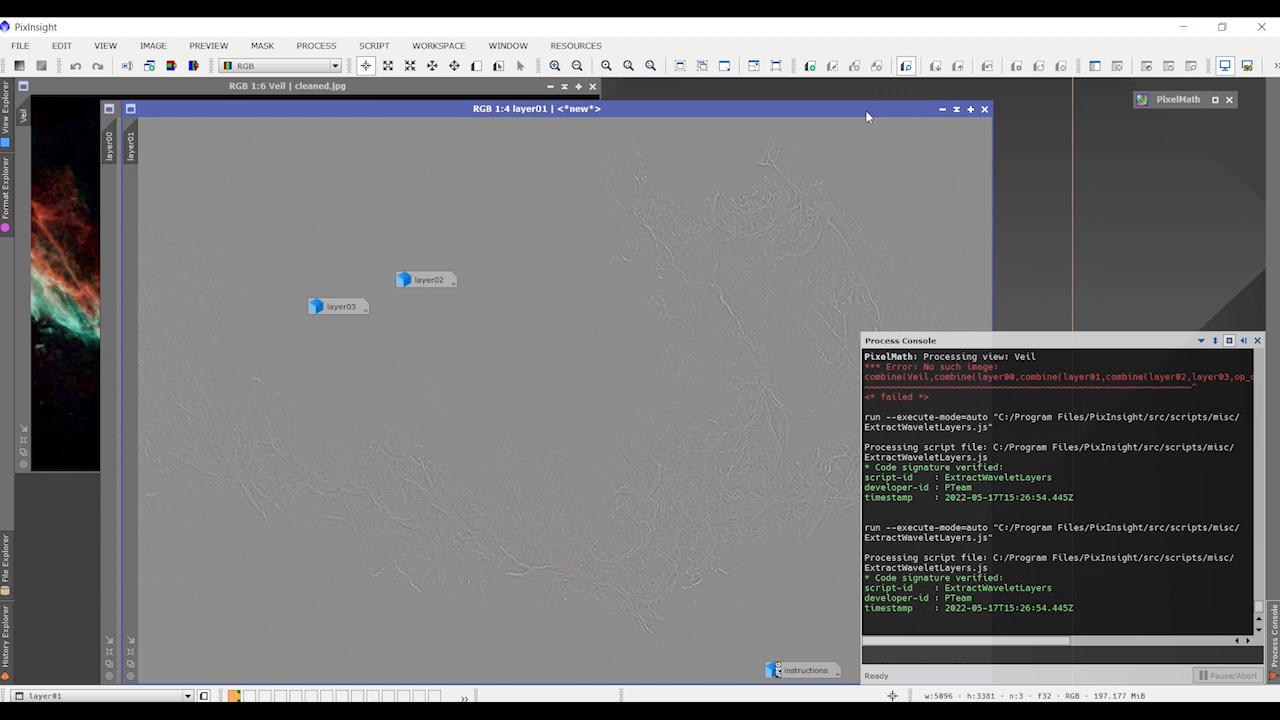 PixInsight
FILE EDIT VIEW IMAGE PREVIEW MASK PROCESS SCRIPT WORKSPACE WINDOW RESOURCES
RGB
RGB 1:6 Veil | cleaned.jpg
PixelMath
RGB 1:4 layer01 | <*new*>
View Explorer
Format Explorer
File Explorer
History Explorer
Veil
layer00
layer01
layer02
layer03
instructions
Process Console
PixelMath: Processing view: Veil
*** Error: No such image:
combine(Veil,combine(layer00,combine(layer01,combine(layer02,layer03,op_
<* failed *>
run --execute-mode=auto "C:/Program Files/PixInsight/src/scripts/misc/
ExtractWaveletLayers.js"
Processing script file: C:/Program Files/PixInsight/src/scripts/misc/
ExtractWaveletLayers.js
* Code signature verified:
script-id    : ExtractWaveletLayers
developer-id : PTeam
timestamp    : 2022-05-17T15:26:54.445Z
run --execute-mode=auto "C:/Program Files/PixInsight/src/scripts/misc/
ExtractWaveletLayers.js"
Processing script file: C:/Program Files/PixInsight/src/scripts/misc/
ExtractWaveletLayers.js
* Code signature verified:
script-id    : ExtractWaveletLayers
developer-id : PTeam
timestamp    : 2022-05-17T15:26:54.445Z
Ready
Pause/Abort
Process Console
layer01
w:5096 · h:3381 · n:3 · f32 · RGB · 197.177 MiB